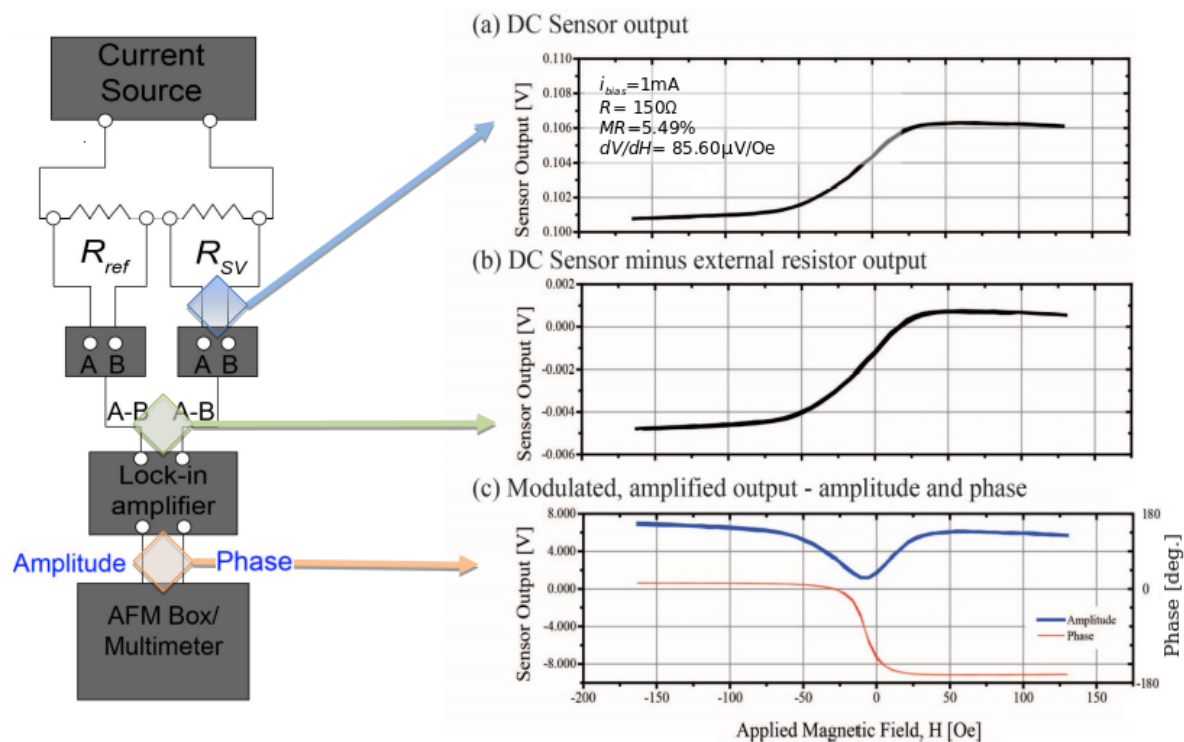 Current
Source
R_ref
R_SV
A B
A B
A-B
A-B
Lock-in
amplifier
Amplitude
Phase
AFM Box/
Multimeter
(a) DC Sensor output
Sensor Output [V]
0.110
0.108
0.106
0.104
0.102
0.100
i_bias=1mA
R= 150Ω
MR=5.49%
dV/dH= 85.60μV/Oe
(b) DC Sensor minus external resistor output
Sensor Output [V]
0.002
0.000
-0.002
-0.004
-0.006
(c) Modulated, amplified output - amplitude and phase
Sensor Output [V]
8.000
4.000
0.000
-4.000
-8.000
180
0
-180
Phase [deg.]
Amplitude
Phase
-200 -150 -100 -50 0 50 100 150
Applied Magnetic Field, H [Oe]